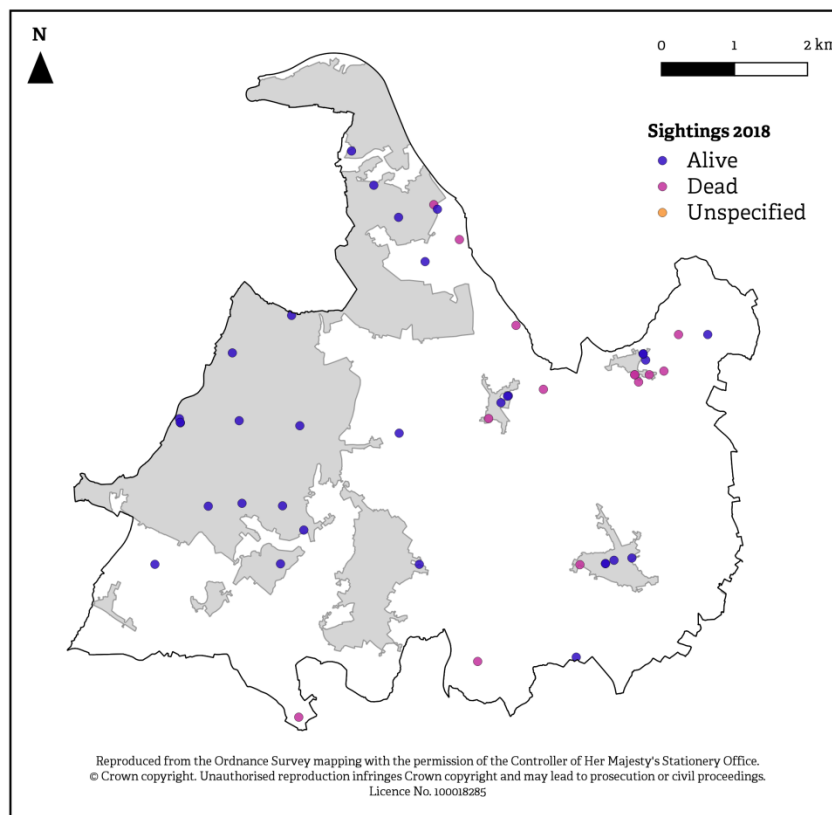 N
0 1 2 km
Sightings 2018
Alive
Dead
Unspecified
Reproduced from the Ordnance Survey mapping with the permission of the Controller of Her Majesty's Stationery Office.
© Crown copyright. Unauthorised reproduction infringes Crown copyright and may lead to prosecution or civil proceedings.
Licence No. 100018285